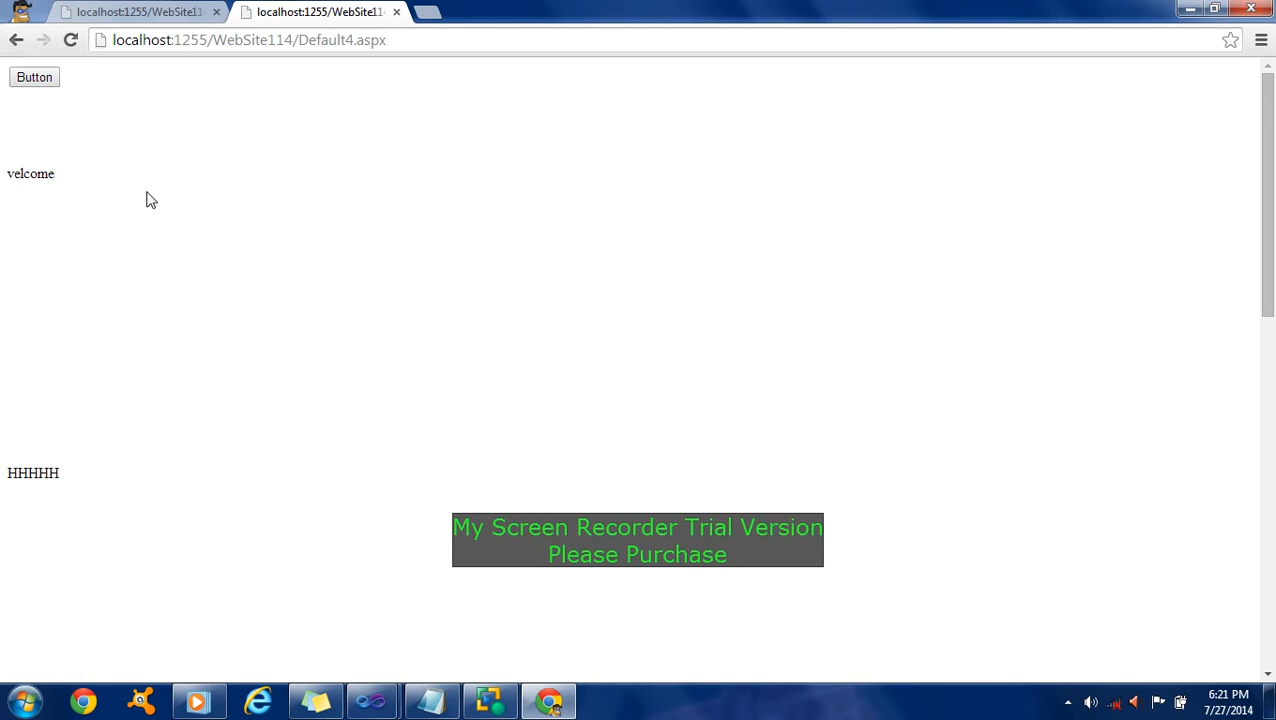 localhost:1255/WebSite114
localhost:1255/WebSite11
localhost:1255/WebSite114/Default4.aspx
Button
velcome
HHHHH
My Screen Recorder Trial Version
Please Purchase
6:21 PM
7/27/2014